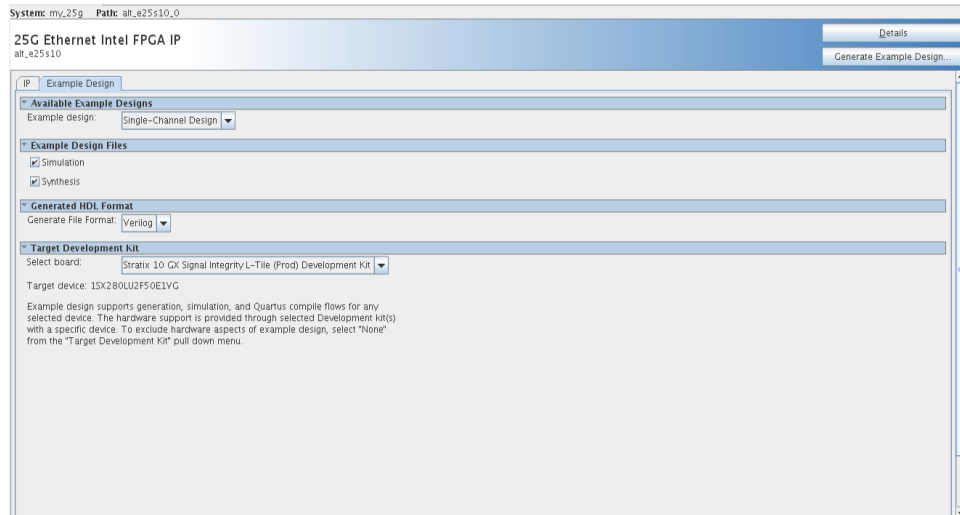 System: my_25g Path: alt_e25s10_0
25G Ethernet Intel FPGA IP
alt_e25s10
Details
Generate Example Design...
IP Example Design
Available Example Designs
Example design: Single-Channel Design
Example Design Files
Simulation
Synthesis
Generated HDL Format
Generate File Format: Verilog
Target Development Kit
Select board: Stratix 10 GX Signal Integrity L-Tile (Prod) Development Kit
Target device: 1SX280LU2F50E1VG
Example design supports generation, simulation, and Quartus compile flows for any
selected device. The hardware support is provided through selected Development kit(s)
with a specific device. To exclude hardware aspects of example design, select "None"
from the "Target Development Kit" pull down menu.